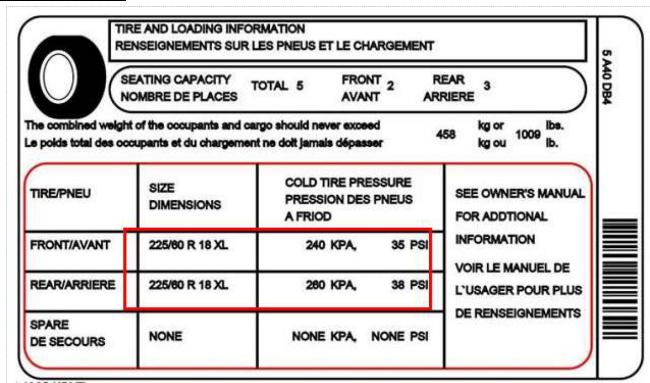 TIRE AND LOADING INFORMATION
RENSEIGNEMENTS SUR LES PNEUS ET LE CHARGEMENT
SEATING CAPACITY TOTAL 5 FRONT 2 REAR 3
NOMBRE DE PLACES AVANT ARRIERE
The combined weight of the occupants and cargo should never exceed 458 kg or 1009 lbs.
Le poids total des occupants et du chargement ne doit jamais dépasser kg ou lb.
TIRE/PNEU
SIZE
DIMENSIONS
COLD TIRE PRESSURE
PRESSION DES PNEUS
A FRIOD
FRONT/AVANT 225/60 R 18 XL 240 KPA, 35 PSI
REAR/ARRIERE 225/60 R 18 XL 260 KPA, 38 PSI
SPARE
DE SECOURS
NONE NONE KPA, NONE PSI
SEE OWNER'S MANUAL
FOR ADDTIONAL
INFORMATION
VOIR LE MANUEL DE
L`USAGER POUR PLUS
DE RENSEIGNEMENTS
5 A40 DB4